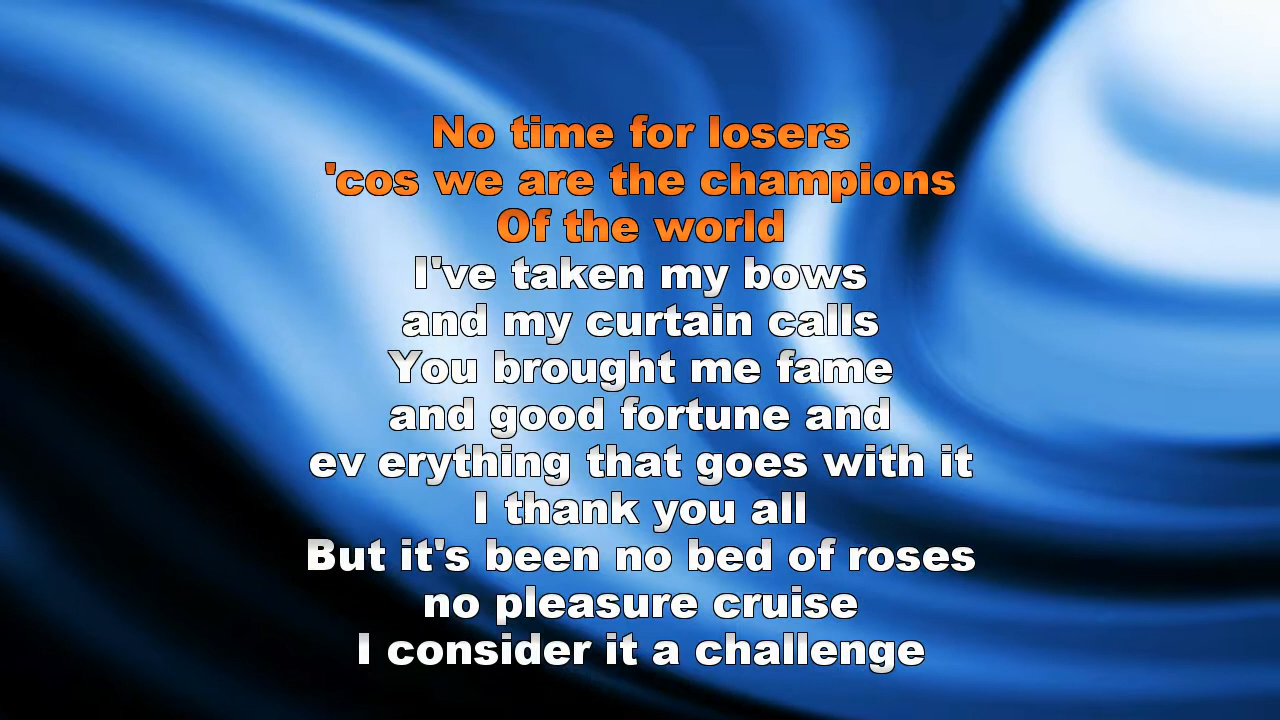 No time for losers
'cos we are the champions
Of the world
I've taken my bows
and my curtain calls
You brought me fame
and good fortune and
ev erything that goes with it
I thank you all
But it's been no bed of roses
no pleasure cruise
I consider it a challenge